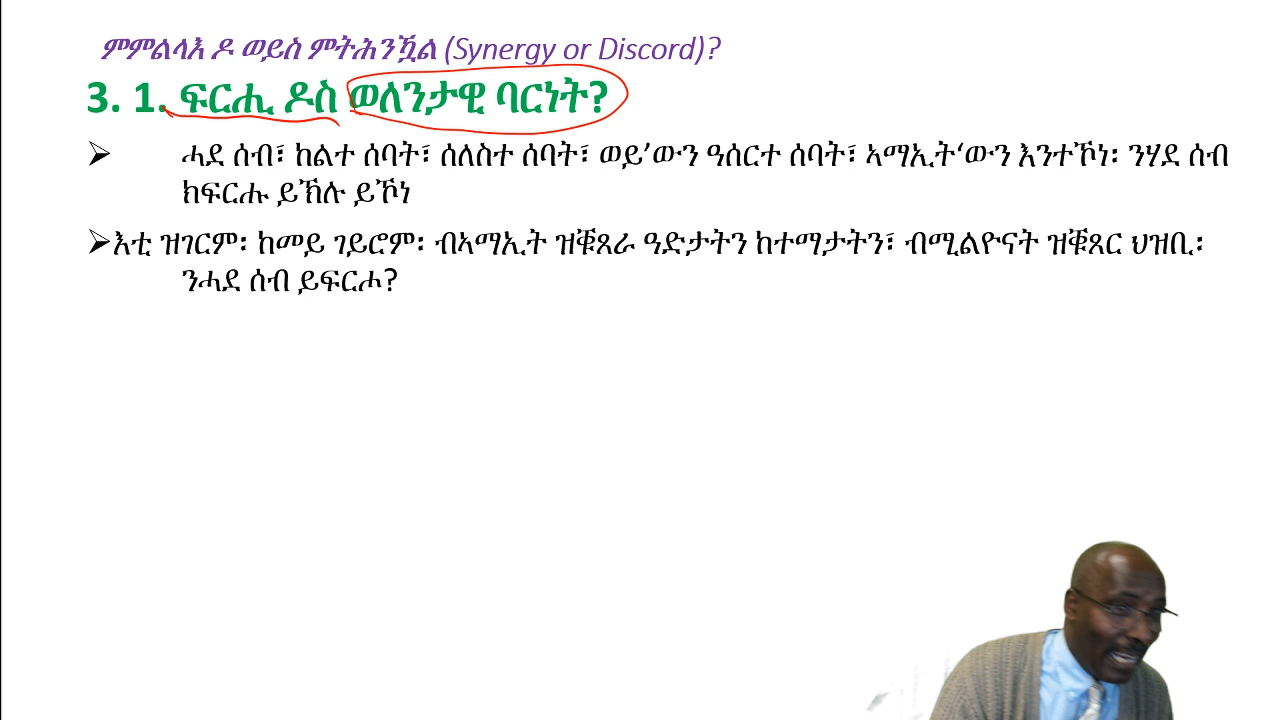 ምምልላእ ዶ ወይስ ምትሕንዃል (Synergy or Discord)?
3. 1. ፍርሒ ዶስ ወለንታዊ ባርነት?
➢ ሓደ ሰብ፣ ከልተ ሰባት፣ ሰለስተ ሰባት፣ ወይ’ውን ዓሰርተ ሰባት፣ ኣማኢት‘ውን እንተኾነ፡ ንሃደ ሰብ
ክፍርሑ ይኽሉ ይኾነ
➢እቲ ዝገርም፡ ከመይ ገይሮም፡ ብኣማኢት ዝቑጸራ ዓድታትን ከተማታትን፣ ብሚልዮናት ዝቑጸር ህዝቢ፡
ንሓደ ሰብ ይፍርሖ?